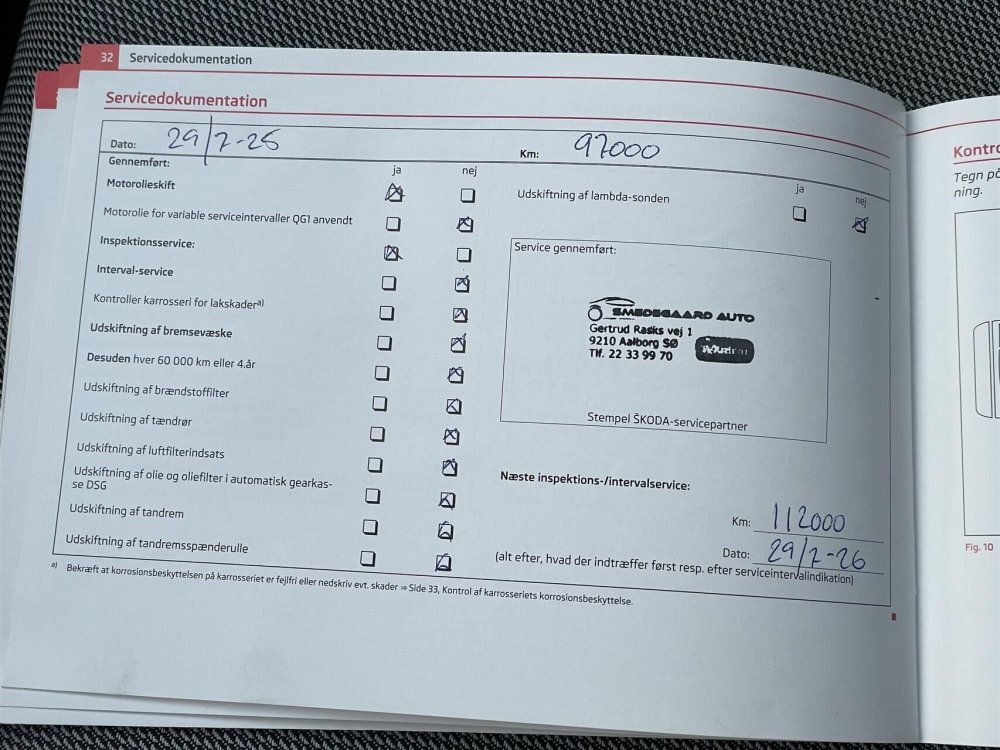 32 Servicedokumentation
Servicedokumentation
Dato: 29/7-25
Km: 97000
Gennemført:
ja nej
Motorolieskift
Motorolie for variable serviceintervaller QG1 anvendt
Inspektionsservice:
Interval-service
Kontroller karrosseri for lakskader a)
Udskiftning af bremsevæske
Desuden hver 60 000 km eller 4.år
Udskiftning af brændstoffilter
Udskiftning af tændrør
Udskiftning af luftfilterindsats
Udskiftning af olie og oliefilter i automatisk gearkas-
se DSG
Udskiftning af tandrem
Udskiftning af tandremsspænderulle
ja nej
Udskiftning af lambda-sonden
Service gennemført:
SMEDEGAARD AUTO
Gertrud Rasks vej 1
9210 Aalborg SØ
Tlf. 22 33 99 70
Stempel ŠKODA-servicepartner
Næste inspektions-/intervalservice:
Km: 112000
Dato: 29/7-26
(alt efter, hvad der indtræffer først resp. efter serviceintervalindikation)
a) Bekræft at korrosionsbeskyttelsen på karrosseriet er fejlfri eller nedskriv evt. skader ⇒ Side 33, Kontrol af karrosseriets korrosionsbeskyttelse.
Kontro
Tegn på
ning.
Fig. 10